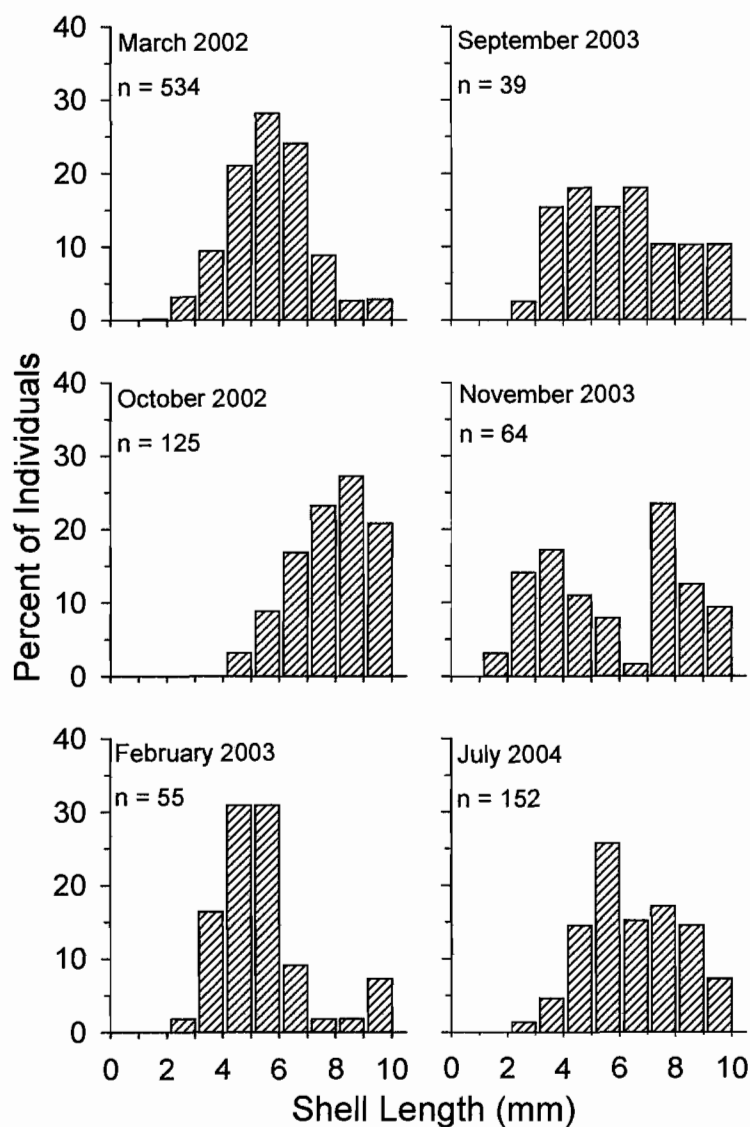 Percent of Individuals
40
30
20
10
0
March 2002
n = 534
September 2003
n = 39
40
30
20
10
0
October 2002
n = 125
November 2003
n = 64
40
30
20
10
0
February 2003
n = 55
July 2004
n = 152
0 2 4 6 8 10
0 2 4 6 8 10
Shell Length (mm)